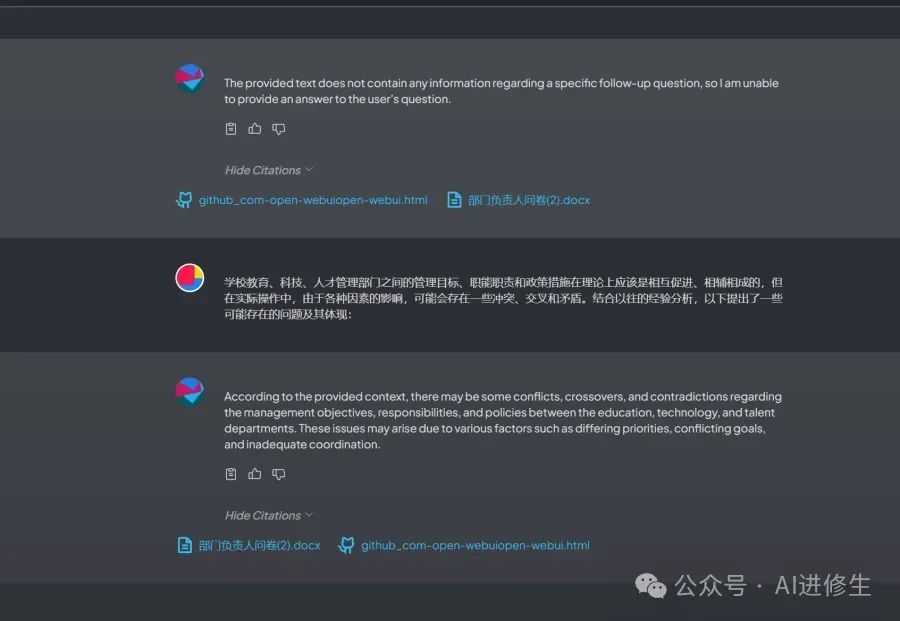 The provided text does not contain any information regarding a specific follow-up question, so I am unable
to provide an answer to the user's question.
Hide Citations
github_com-open-webuiopen-webui.html 部门负责人问卷(2).docx
学校教育、科技、人才管理部门之间的管理目标、职能职责和政策措施在理论上应该是相互促进、相辅相成的，但
在实际操作中，由于各种因素的影响，可能会存在一些冲突、交叉和矛盾。结合以往的经验分析，以下提出了一些
可能存在的问题及其体现：
According to the provided context, there may be some conflicts, crossovers, and contradictions regarding
the management objectives, responsibilities, and policies between the education, technology, and talent
departments. These issues may arise due to various factors such as differing priorities, conflicting goals,
and inadequate coordination.
Hide Citations
部门负责人问卷(2).docx github_com-open-webuiopen-webui.html
公众号 · AI进修生